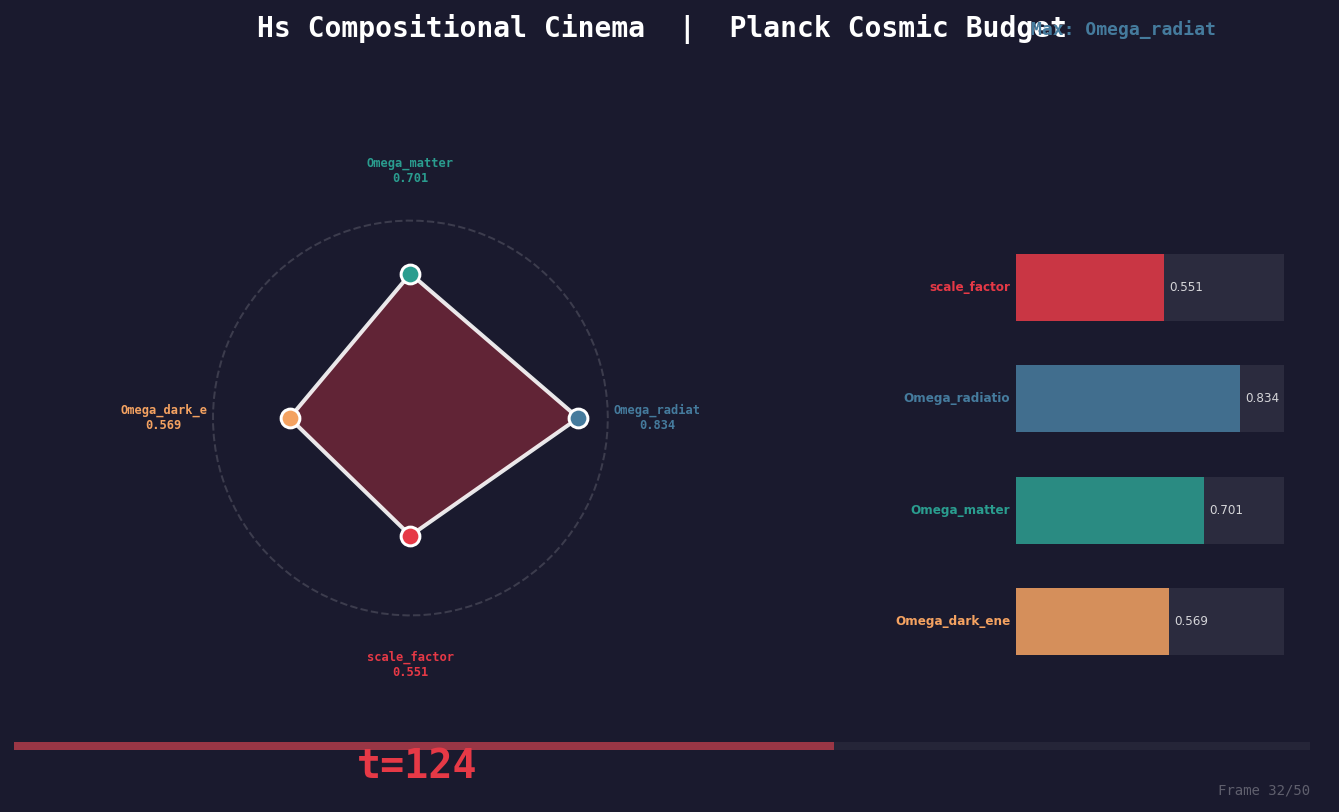 Hs Compositional Cinema | Planck Cosmic Budget
Max: Omega_radiat
Omega_matter
0.701
Omega_dark_e
0.569
Omega_radiat
0.834
scale_factor
0.551
scale_factor
0.551
Omega_radiatio
0.834
Omega_matter
0.701
Omega_dark_ene
0.569
t=124
Frame 32/50